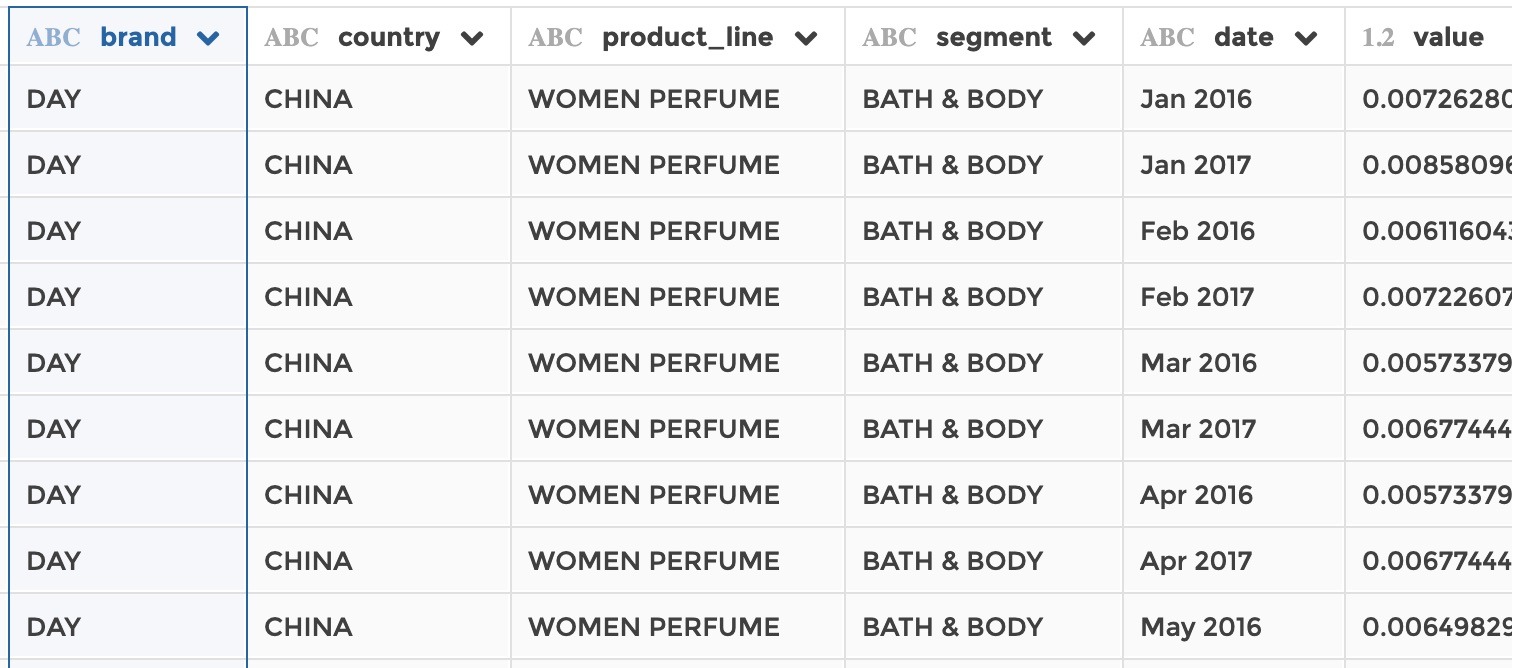 ABC brand ABC country ABC product_line ABC segment ABC date 1.2 value
DAY CHINA WOMEN PERFUME BATH & BODY Jan 2016 0.00726280
DAY CHINA WOMEN PERFUME BATH & BODY Jan 2017 0.00858096
DAY CHINA WOMEN PERFUME BATH & BODY Feb 2016 0.006116043
DAY CHINA WOMEN PERFUME BATH & BODY Feb 2017 0.00722607
DAY CHINA WOMEN PERFUME BATH & BODY Mar 2016 0.00573379
DAY CHINA WOMEN PERFUME BATH & BODY Mar 2017 0.00677444
DAY CHINA WOMEN PERFUME BATH & BODY Apr 2016 0.00573379
DAY CHINA WOMEN PERFUME BATH & BODY Apr 2017 0.00677444
DAY CHINA WOMEN PERFUME BATH & BODY May 2016 0.00649829